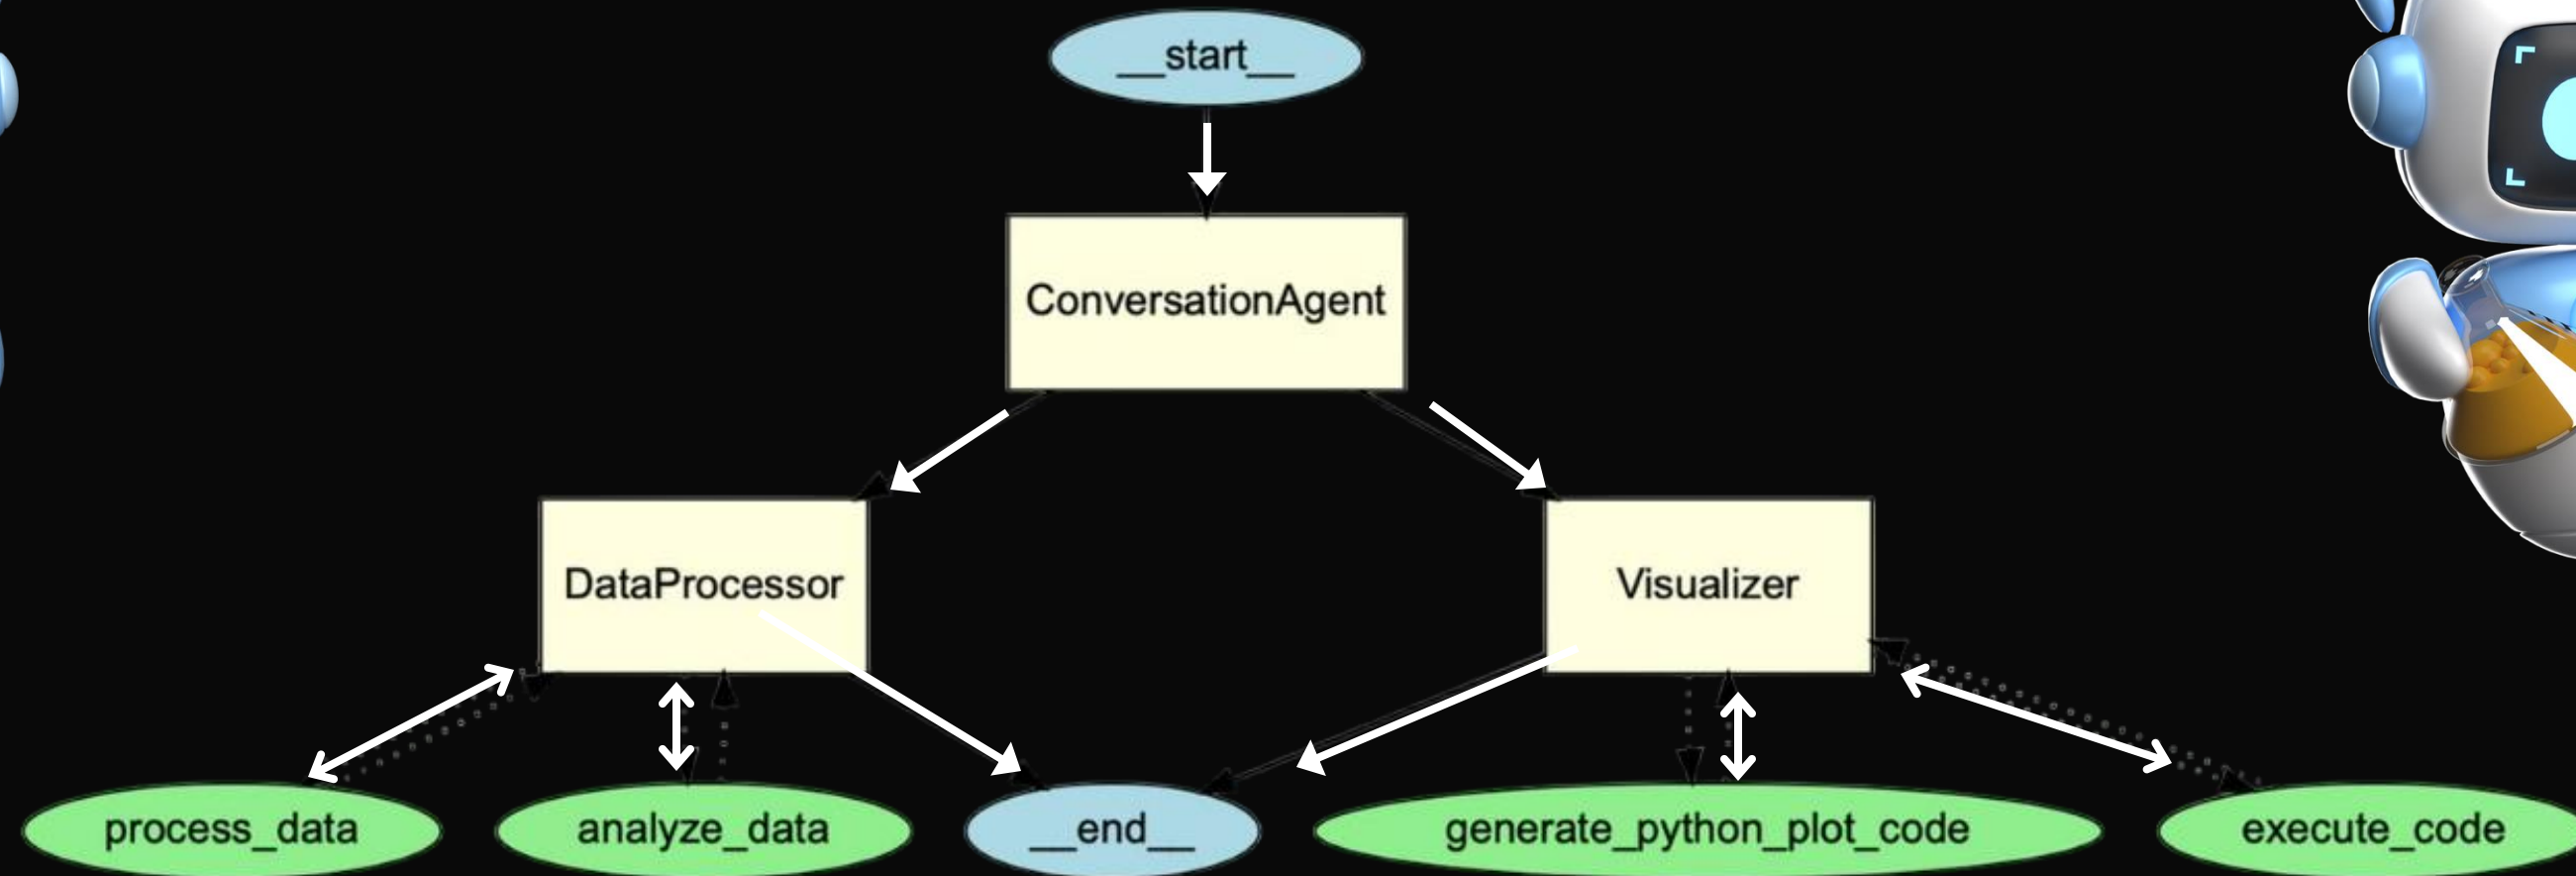 __start__
ConversationAgent
DataProcessor
Visualizer
process_data
analyze_data
__end__
generate_python_plot_code
execute_code